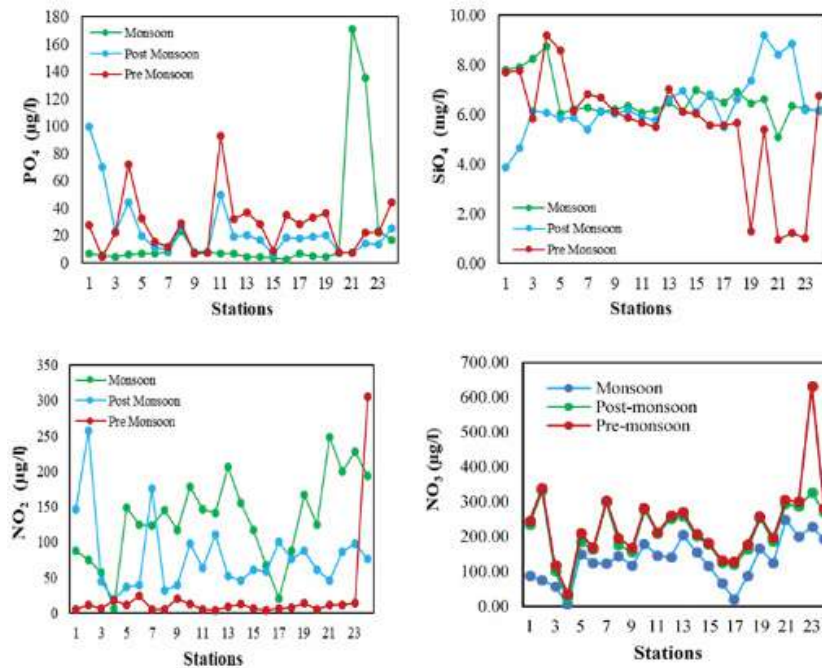 180
160
140
120
100
80
60
40
20
0
PO4 (µg/l)
Monsoon
Post Monsoon
Pre Monsoon
1 3 5 7 9 11 13 15 17 19 21 23
Stations
10.00
8.00
6.00
4.00
2.00
0.00
SiO4 (mg/l)
Monsoon
Post Monsoon
Pre Monsoon
1 3 5 7 9 11 13 15 17 19 21 23
Stations
350
300
250
200
150
100
50
0
NO2 (µg/l)
Monsoon
Post Monsoon
Pre Monsoon
1 3 5 7 9 11 13 15 17 19 21 23
Stations
700.00
600.00
500.00
400.00
300.00
200.00
100.00
0.00
NO3 (µg/l)
Monsoon
Post-monsoon
Pre-monsoon
1 3 5 7 9 11 13 15 17 19 21 23
Stations